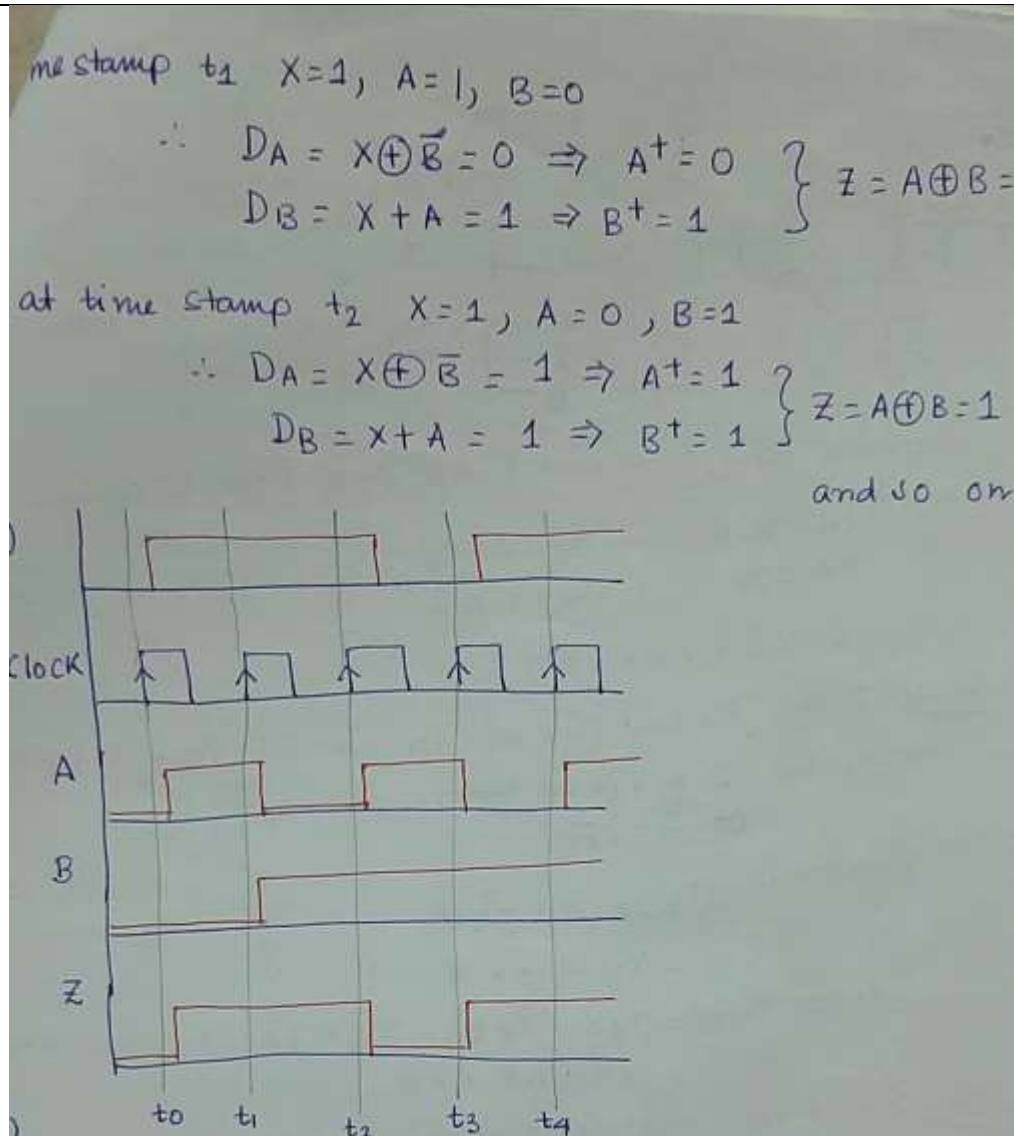 me stamp t1 X=1, A=1, B=0
∴ DA = X⊕B̅ = 0 ⇒ A+ = 0 } Z = A⊕B =
DB = X + A = 1 ⇒ B+ = 1
at time stamp t2 X=1, A=0, B=1
∴ DA = X⊕B̅ = 1 ⇒ A+ = 1 } Z = A⊕B = 1
DB = X + A = 1 ⇒ B+ = 1
and so on
)
Clock
A
B
Z
t0 t1 t2 t3 t4
)